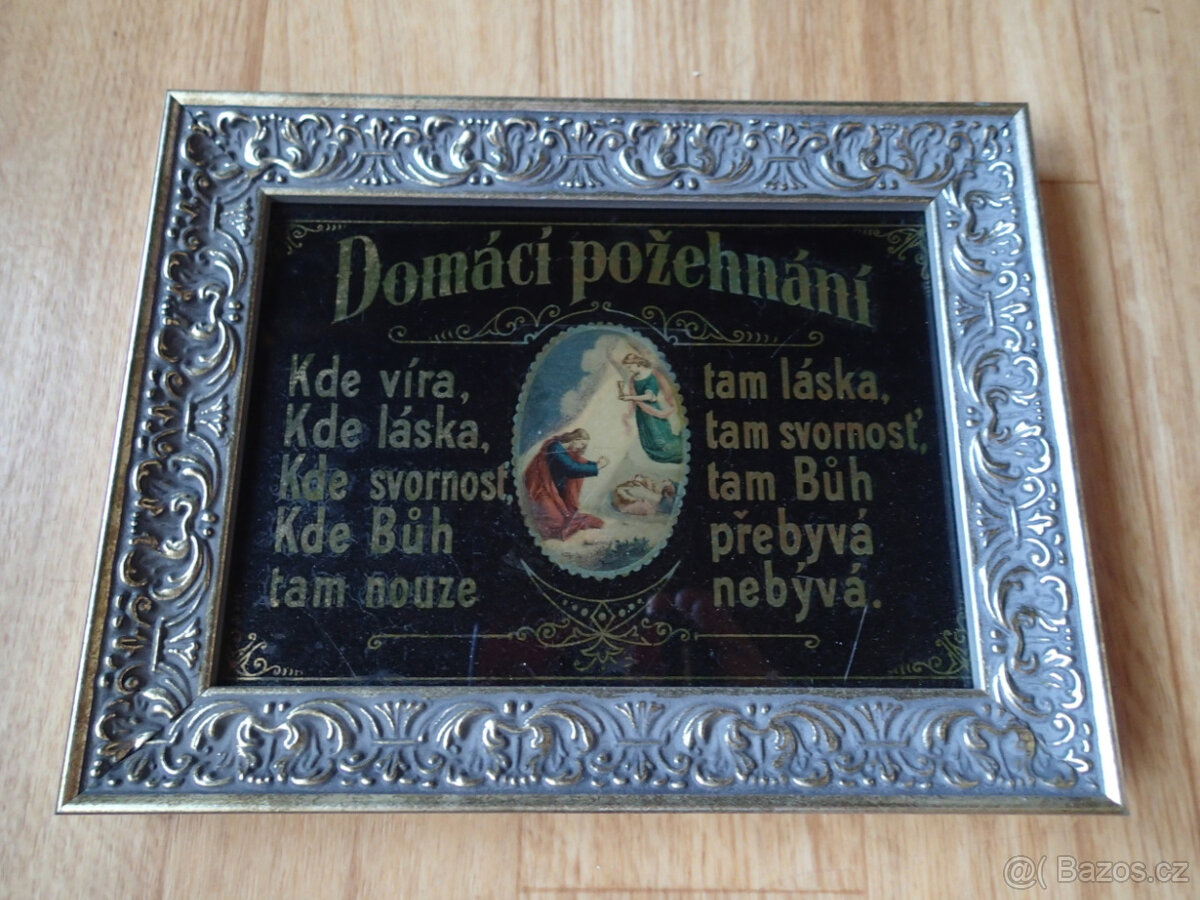 Domácí požehnání
Kde víra, tam láska,
Kde láska, tam svornosť,
Kde svornosť, tam Bůh
Kde Bůh přebyvá
tam nouze nebývá.
@( Bazos.cz